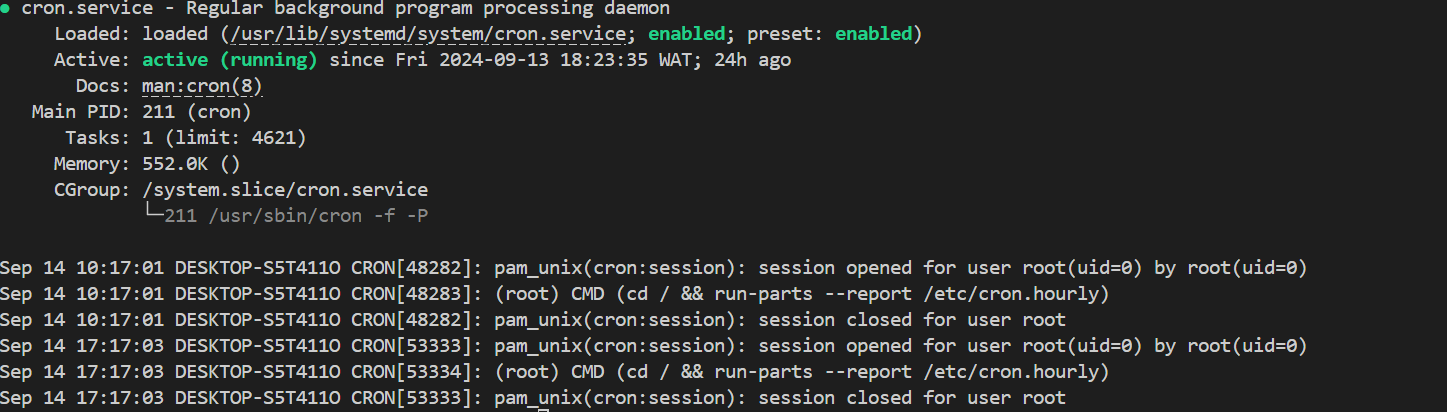 ● cron.service - Regular background program processing daemon
Loaded: loaded (/usr/lib/systemd/system/cron.service; enabled; preset: enabled)
Active: active (running) since Fri 2024-09-13 18:23:35 WAT; 24h ago
Docs: man:cron(8)
Main PID: 211 (cron)
Tasks: 1 (limit: 4621)
Memory: 552.0K ()
CGroup: /system.slice/cron.service
└─211 /usr/sbin/cron -f -P
Sep 14 10:17:01 DESKTOP-S5T411O CRON[48282]: pam_unix(cron:session): session opened for user root(uid=0) by root(uid=0)
Sep 14 10:17:01 DESKTOP-S5T411O CRON[48283]: (root) CMD (cd / && run-parts --report /etc/cron.hourly)
Sep 14 10:17:01 DESKTOP-S5T411O CRON[48282]: pam_unix(cron:session): session closed for user root
Sep 14 17:17:03 DESKTOP-S5T411O CRON[53333]: pam_unix(cron:session): session opened for user root(uid=0) by root(uid=0)
Sep 14 17:17:03 DESKTOP-S5T411O CRON[53334]: (root) CMD (cd / && run-parts --report /etc/cron.hourly)
Sep 14 17:17:03 DESKTOP-S5T411O CRON[53333]: pam_unix(cron:session): session closed for user root